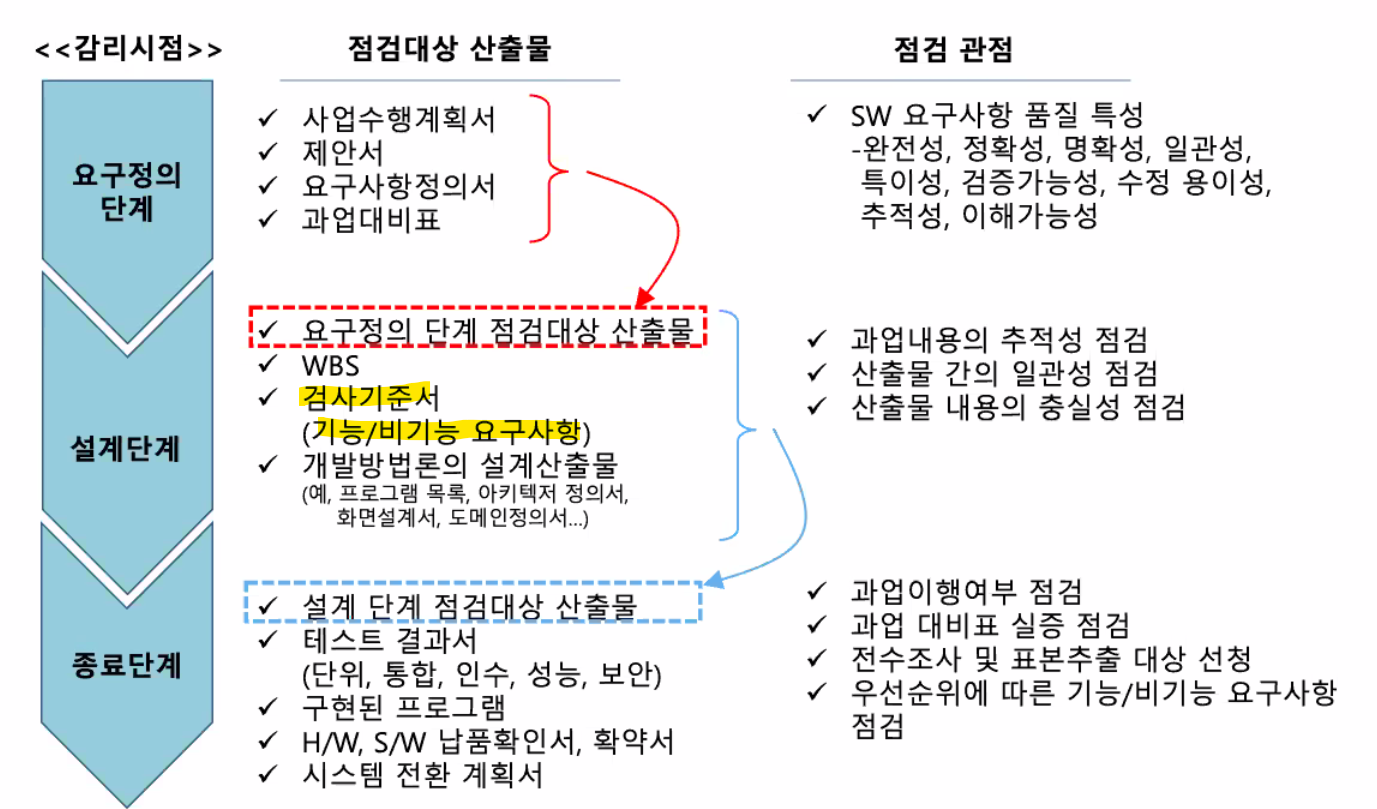 <<감리시점>>
점검대상 산출물
점검 관점
요구정의
단계
✓ 사업수행계획서
✓ 제안서
✓ 요구사항정의서
✓ 과업대비표
✓ SW 요구사항 품질 특성
-완전성, 정확성, 명확성, 일관성,
특이성, 검증가능성, 수정 용이성,
추적성, 이해가능성
설계단계
✓ 요구정의 단계 점검대상 산출물
✓ WBS
✓ 검사기준서
(기능/비기능 요구사항)
✓ 개발방법론의 설계산출물
(예, 프로그램 목록, 아키텍저 정의서,
화면설계서, 도메인정의서...)
✓ 과업내용의 추적성 점검
✓ 산출물 간의 일관성 점검
✓ 산출물 내용의 충실성 점검
종료단계
✓ 설계 단계 점검대상 산출물
✓ 테스트 결과서
(단위, 통합, 인수, 성능, 보안)
✓ 구현된 프로그램
✓ H/W, S/W 납품확인서, 확약서
✓ 시스템 전환 계획서
✓ 과업이행여부 점검
✓ 과업 대비표 실증 점검
✓ 전수조사 및 표본추출 대상 선청
✓ 우선순위에 따른 기능/비기능 요구사항
점검